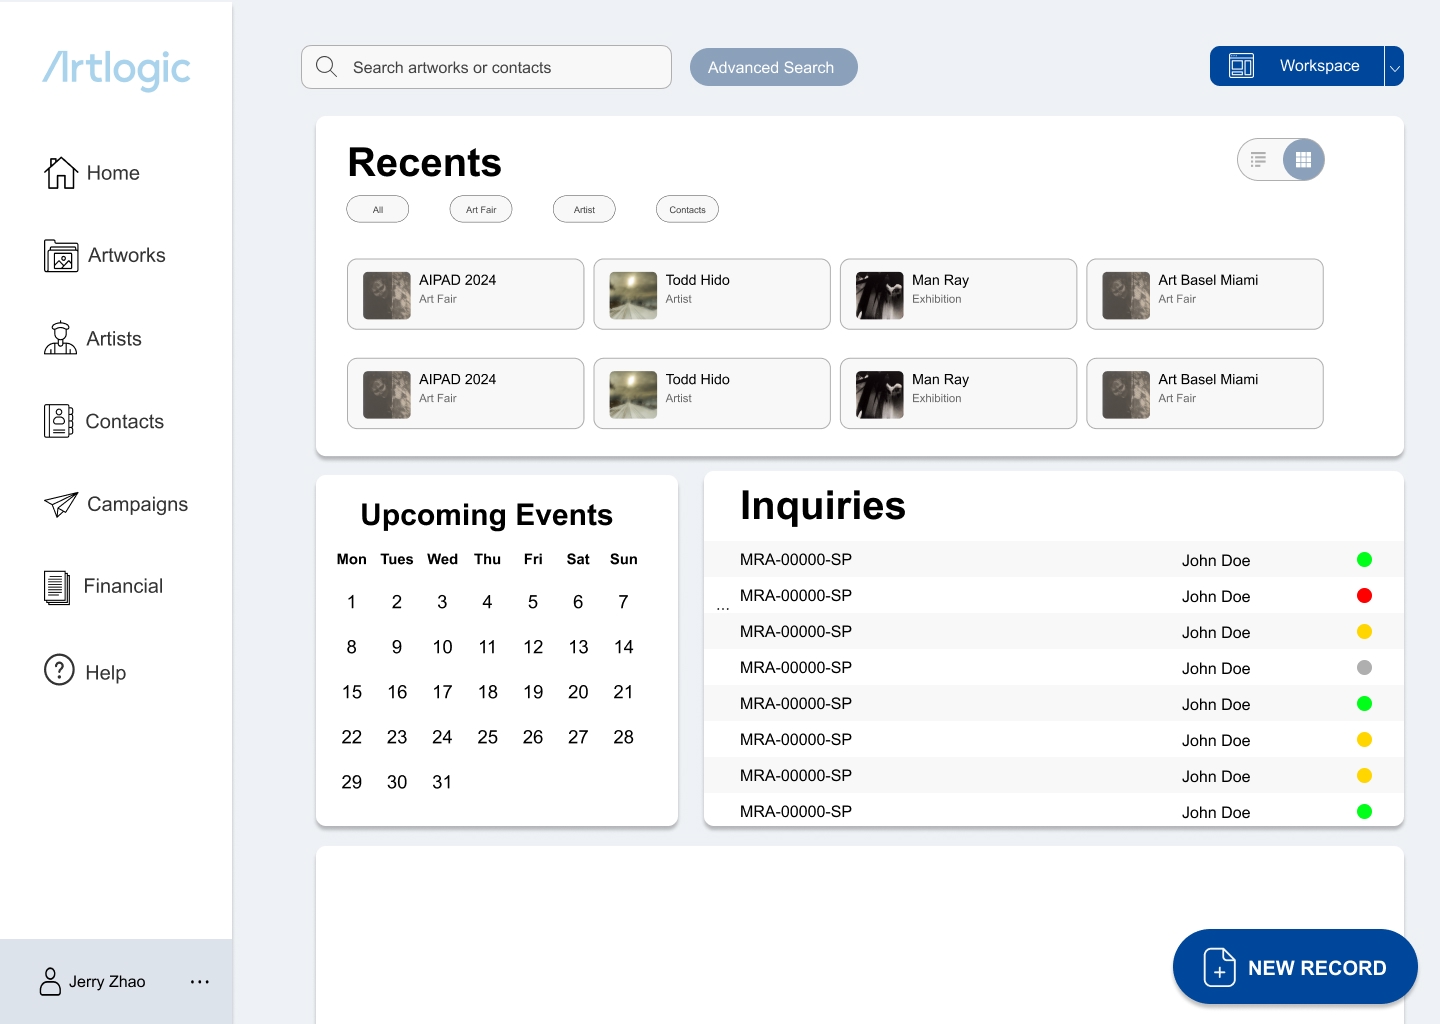 Artlogic
Home
Artworks
Artists
Contacts
Campaigns
Financial
? Help
Jerry Zhao ...
Search artworks or contacts
Advanced Search
Workspace
Recents
All Art Fair Artist Contacts
AIPAD 2024
Art Fair
Todd Hido
Artist
Man Ray
Exhibition
Art Basel Miami
Art Fair
AIPAD 2024
Art Fair
Todd Hido
Artist
Man Ray
Exhibition
Art Basel Miami
Art Fair
Upcoming Events
Mon Tues Wed Thu Fri Sat Sun
1 2 3 4 5 6 7
8 9 10 11 12 13 14
15 16 17 18 19 20 21
22 23 24 25 26 27 28
29 30 31
Inquiries
MRA-00000-SP John Doe
MRA-00000-SP John Doe
...
MRA-00000-SP John Doe
MRA-00000-SP John Doe
MRA-00000-SP John Doe
MRA-00000-SP John Doe
MRA-00000-SP John Doe
MRA-00000-SP John Doe
NEW RECORD